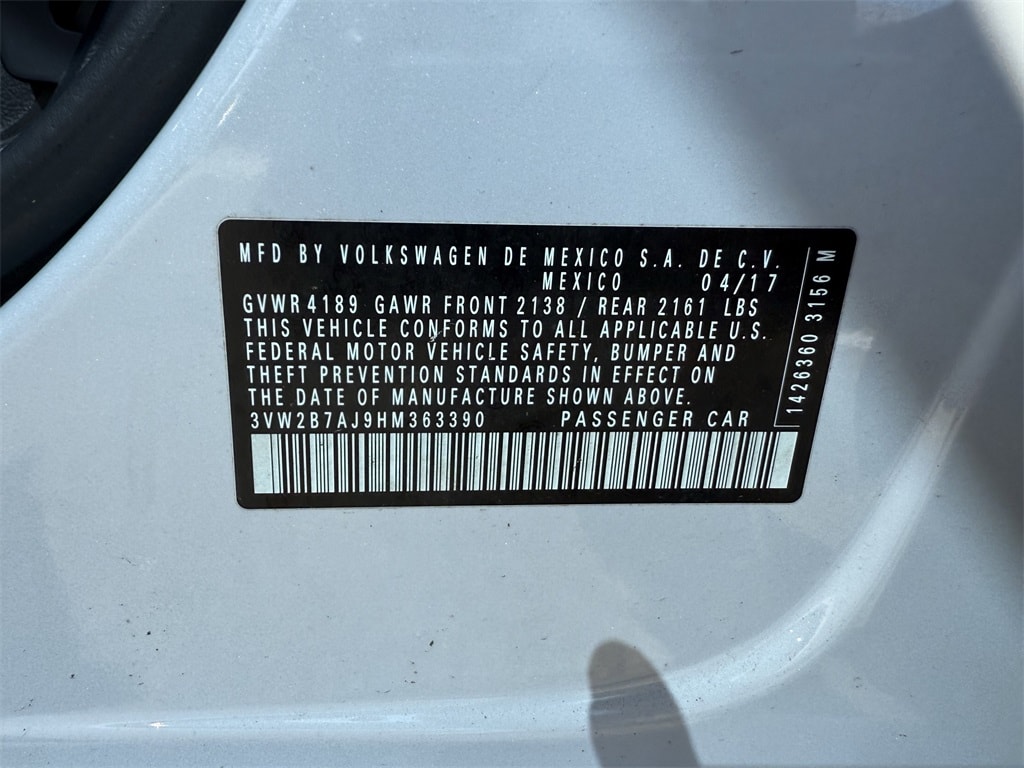 MFD BY VOLKSWAGEN DE MEXICO S.A. DE C.V.
MEXICO 04/17
GVWR 4189 GAWR FRONT 2138 / REAR 2161 LBS
THIS VEHICLE CONFORMS TO ALL APPLICABLE U.S.
FEDERAL MOTOR VEHICLE SAFETY, BUMPER AND
THEFT PREVENTION STANDARDS IN EFFECT ON
THE DATE OF MANUFACTURE SHOWN ABOVE.
3VW2B7AJ9HM363390 PASSENGER CAR
1426360 3156 M